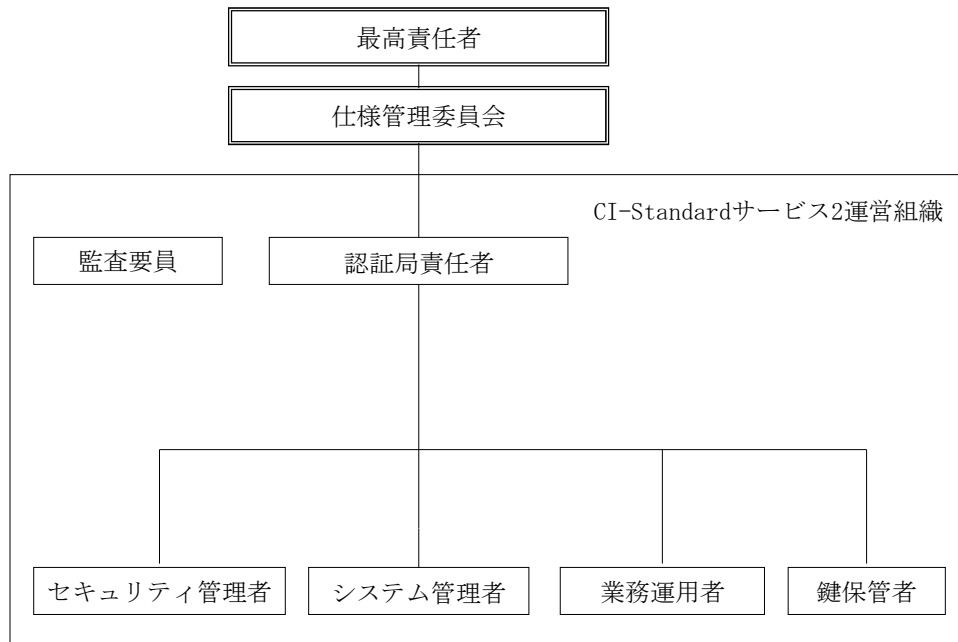 最高責任者
仕様管理委員会
CI-Standardサービス2運営組織
監査要員
認証局責任者
セキュリティ管理者
システム管理者
業務運用者
鍵保管者